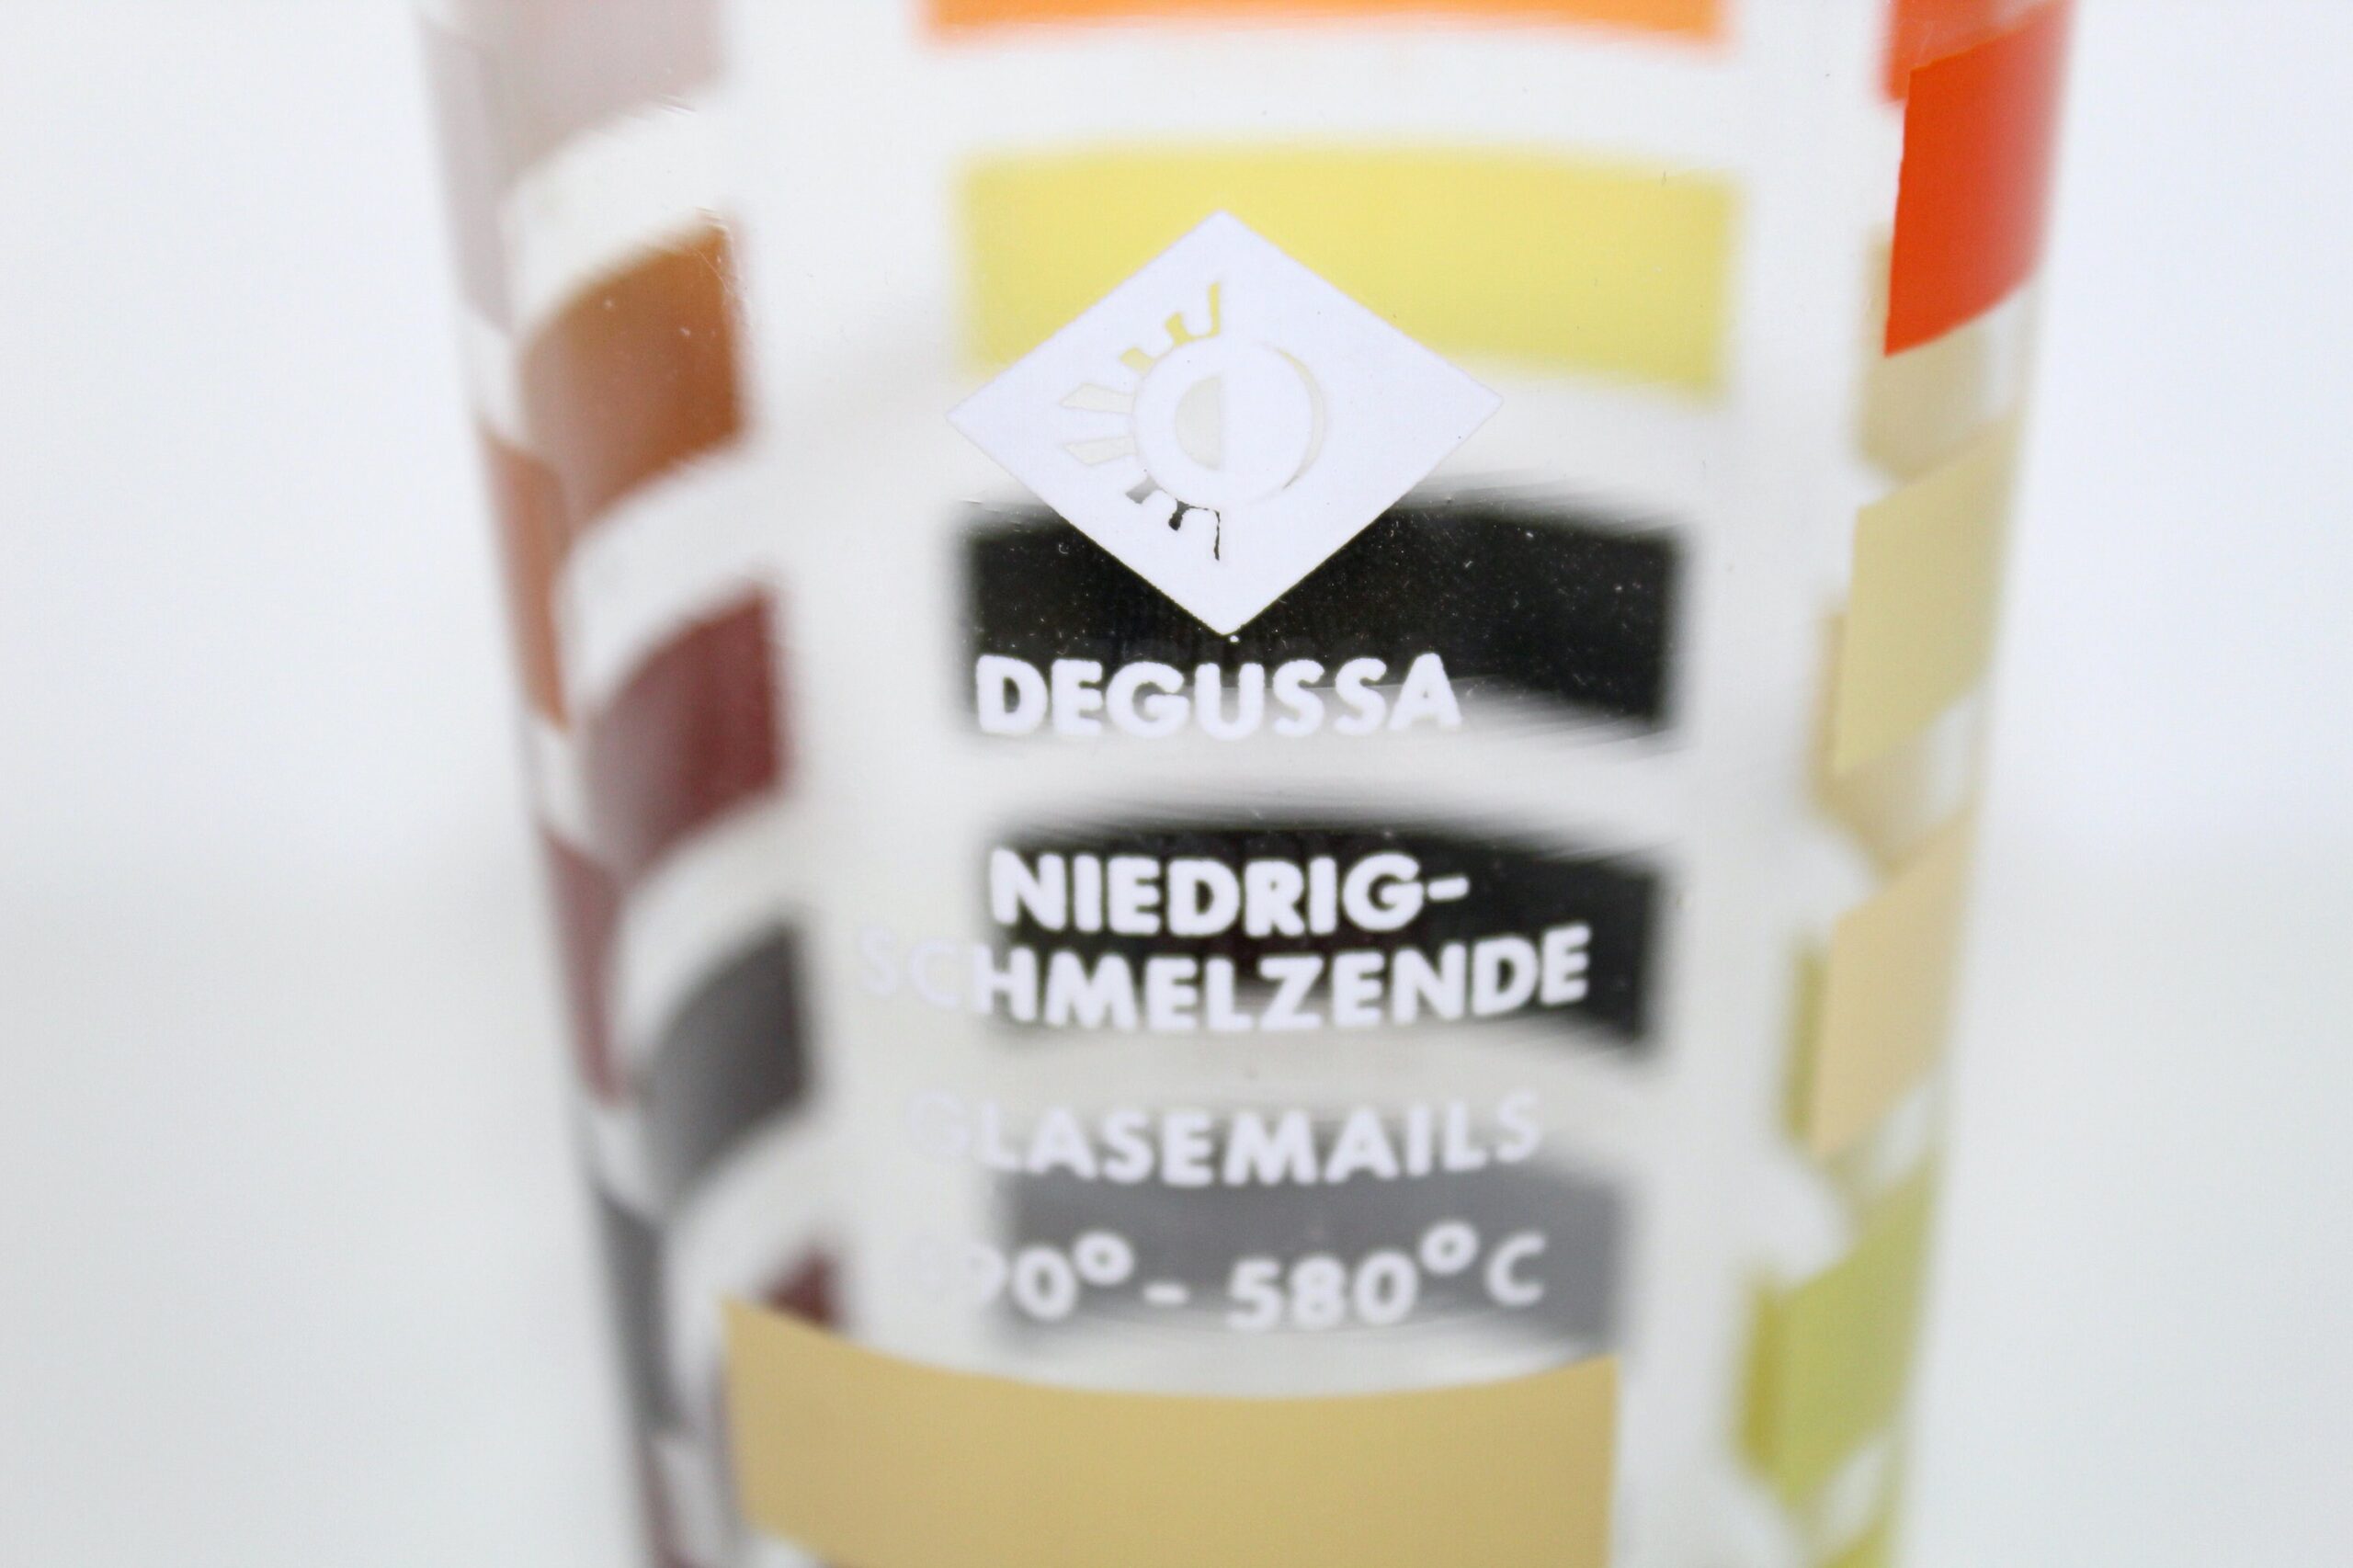 DEGUSSA
NIEDRIG-
SCHMELZENDE
GLASEMAILS
580°C